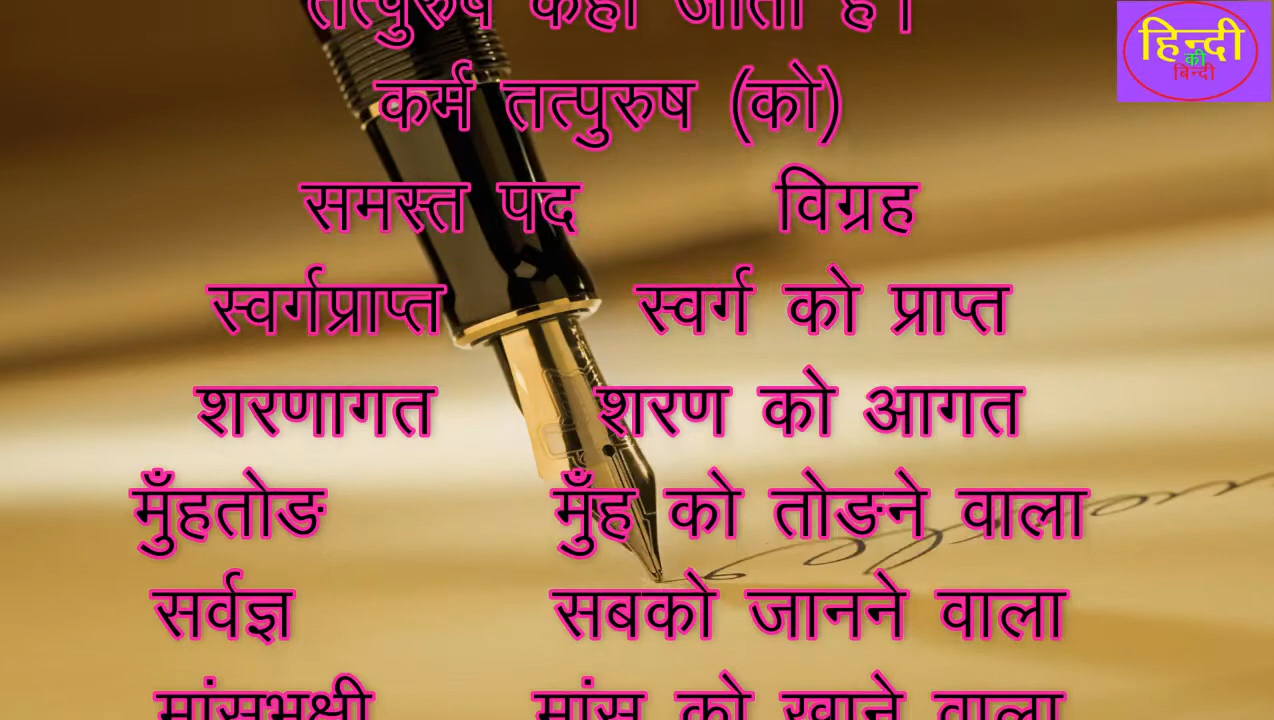 तत्पुरुष कहा जाता है।
कर्म तत्पुरुष (को)
समस्त पद विग्रह
स्वर्गप्राप्त स्वर्ग को प्राप्त
शरणागत शरण को आगत
मुँहतोङ मुँह को तोङने वाला
सर्वज्ञ सबको जानने वाला
मांसभक्षी मांस को खाने वाला
हिन्दी
की
बिन्दी